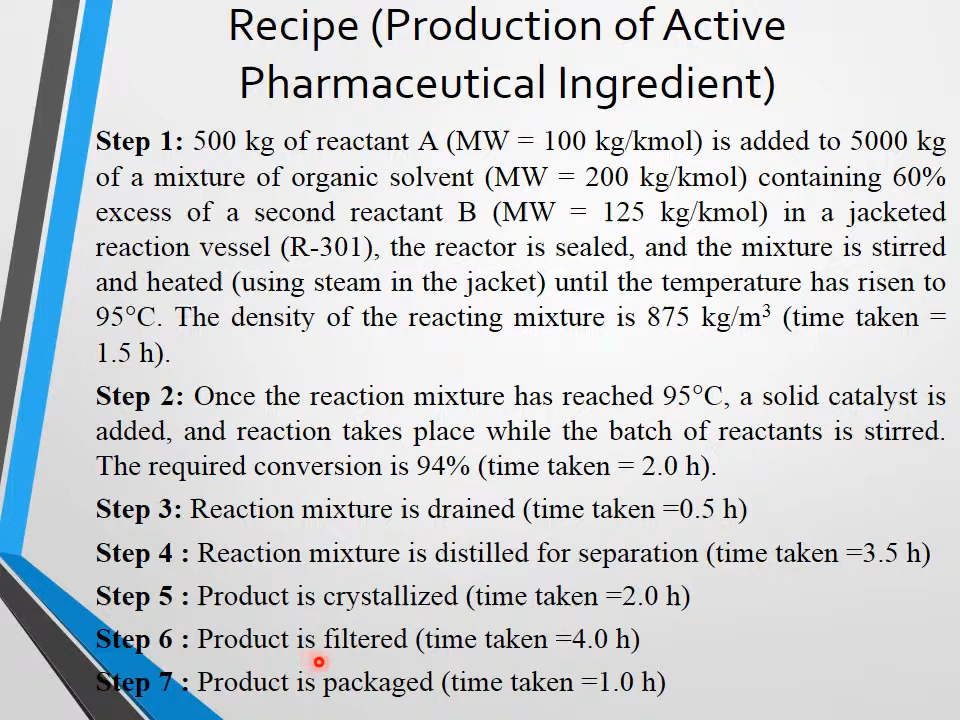 Recipe (Production of Active
Pharmaceutical Ingredient)
Step 1: 500 kg of reactant A (MW = 100 kg/kmol) is added to 5000 kg
of a mixture of organic solvent (MW = 200 kg/kmol) containing 60%
excess of a second reactant B (MW = 125 kg/kmol) in a jacketed
reaction vessel (R-301), the reactor is sealed, and the mixture is stirred
and heated (using steam in the jacket) until the temperature has risen to
95°C. The density of the reacting mixture is 875 kg/m³ (time taken =
1.5 h).
Step 2: Once the reaction mixture has reached 95°C, a solid catalyst is
added, and reaction takes place while the batch of reactants is stirred.
The required conversion is 94% (time taken = 2.0 h).
Step 3: Reaction mixture is drained (time taken =0.5 h)
Step 4 : Reaction mixture is distilled for separation (time taken =3.5 h)
Step 5 : Product is crystallized (time taken =2.0 h)
Step 6 : Product is filtered (time taken =4.0 h)
Step 7 : Product is packaged (time taken =1.0 h)